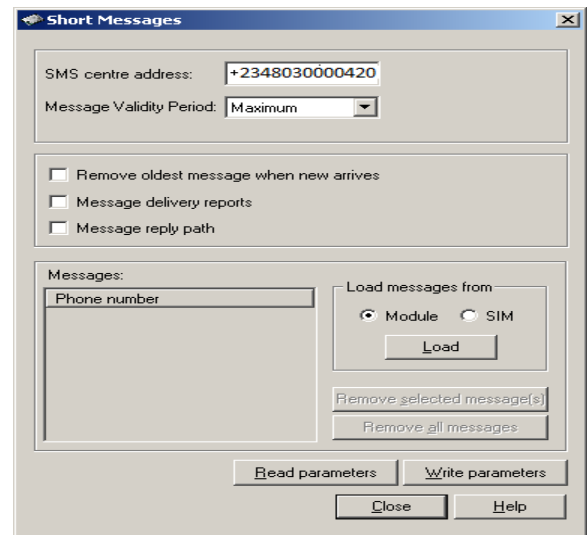 Short Messages
SMS centre address: +2348030000420
Message Validity Period: Maximum
Remove oldest message when new arrives
Message delivery reports
Message reply path
Messages:
Phone number
Load messages from
Module SIM
Load
Remove selected message(s)
Remove all messages
Read parameters Write parameters
Close Help